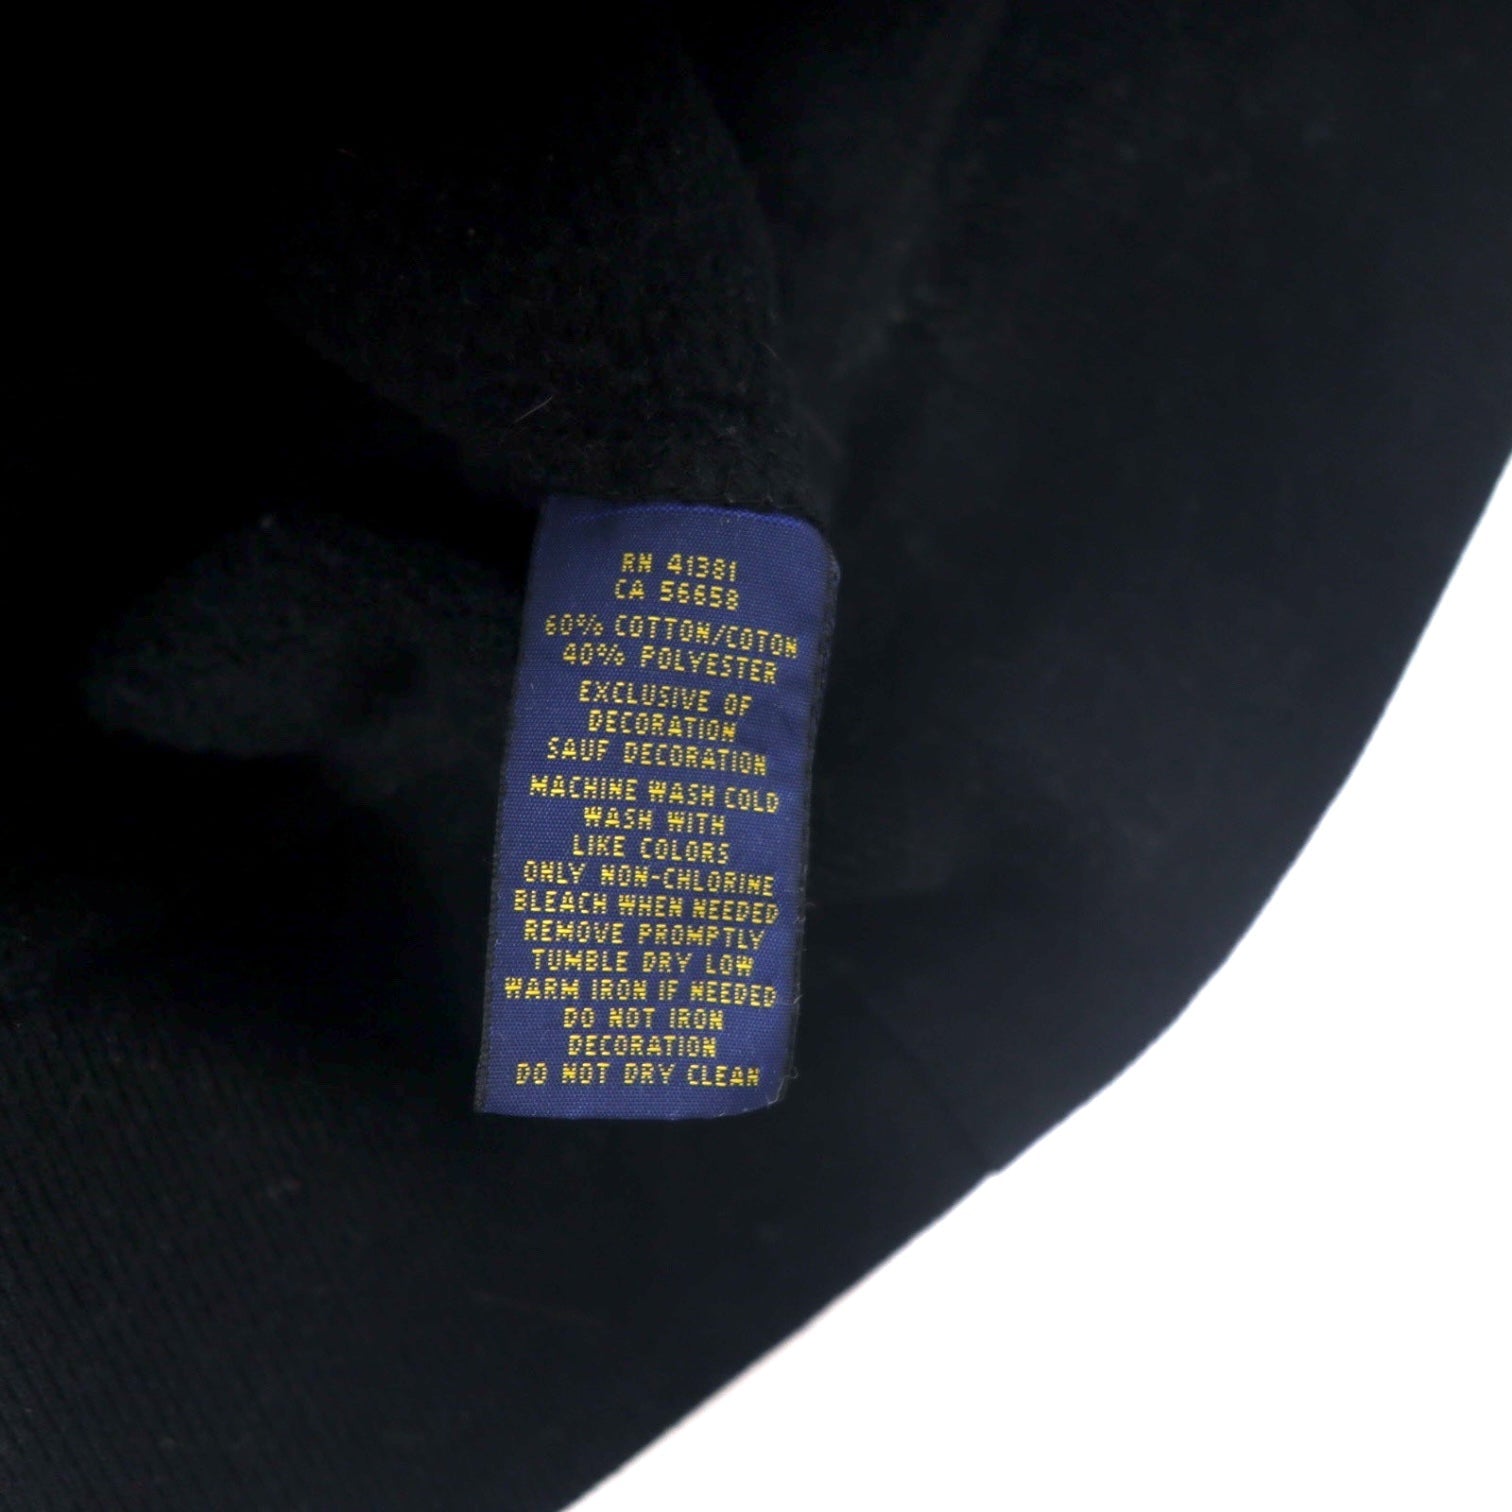 RN 41381
CA 56658
60% COTTON/COTON
40% POLYESTER
EXCLUSIVE OF
DECORATION
SAUF DECORATION
MACHINE WASH COLD
WASH WITH
LIKE COLORS
ONLY NON-CHLORINE
BLEACH WHEN NEEDED
REMOVE PROMPTLY
TUMBLE DRY LOW
WARM IRON IF NEEDED
DO NOT IRON
DECORATION
DO NOT DRY CLEAN